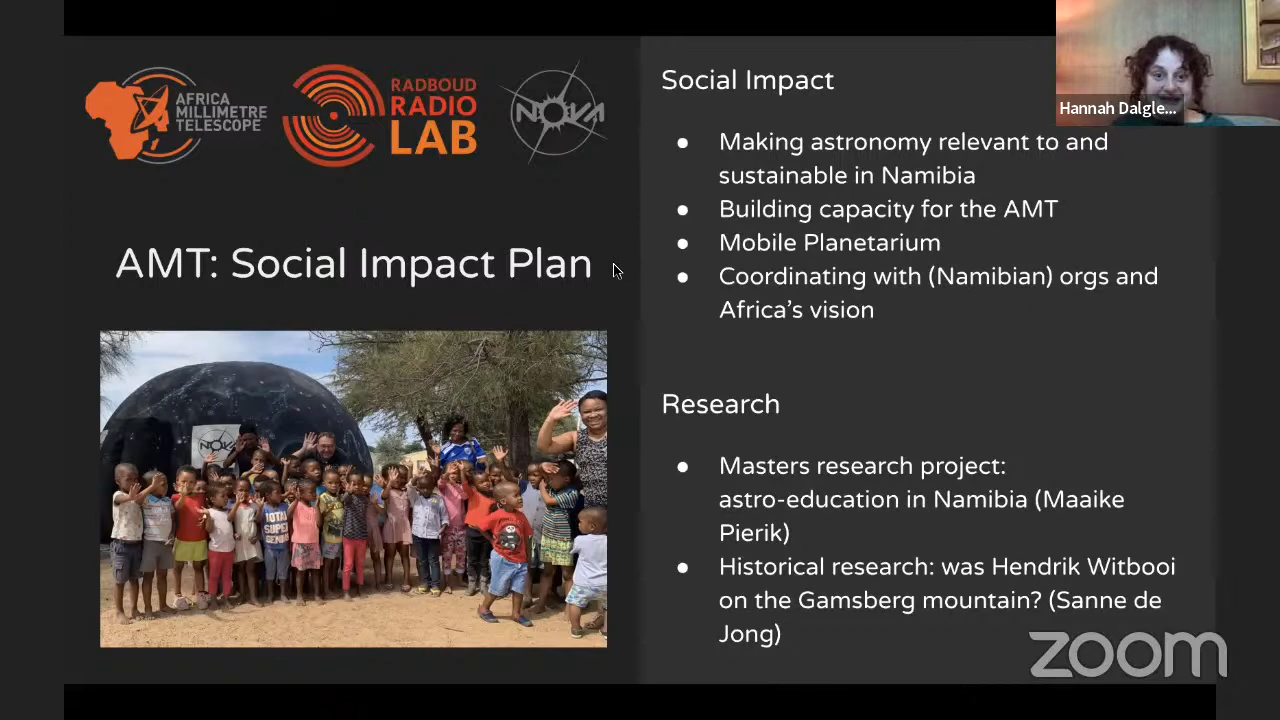 AFRICA
MILLIMETRE
TELESCOPE
RADBOUD
RADIO
LAB
NOVA
AMT: Social Impact Plan
NOVA
Social Impact
● Making astronomy relevant to and
sustainable in Namibia
● Building capacity for the AMT
● Mobile Planetarium
● Coordinating with (Namibian) orgs and
Africa's vision
Research
● Masters research project:
astro-education in Namibia (Maaike
Pierik)
● Historical research: was Hendrik Witbooi
on the Gamsberg mountain? (Sanne de
Jong)
Hannah Dalgle...
zoom